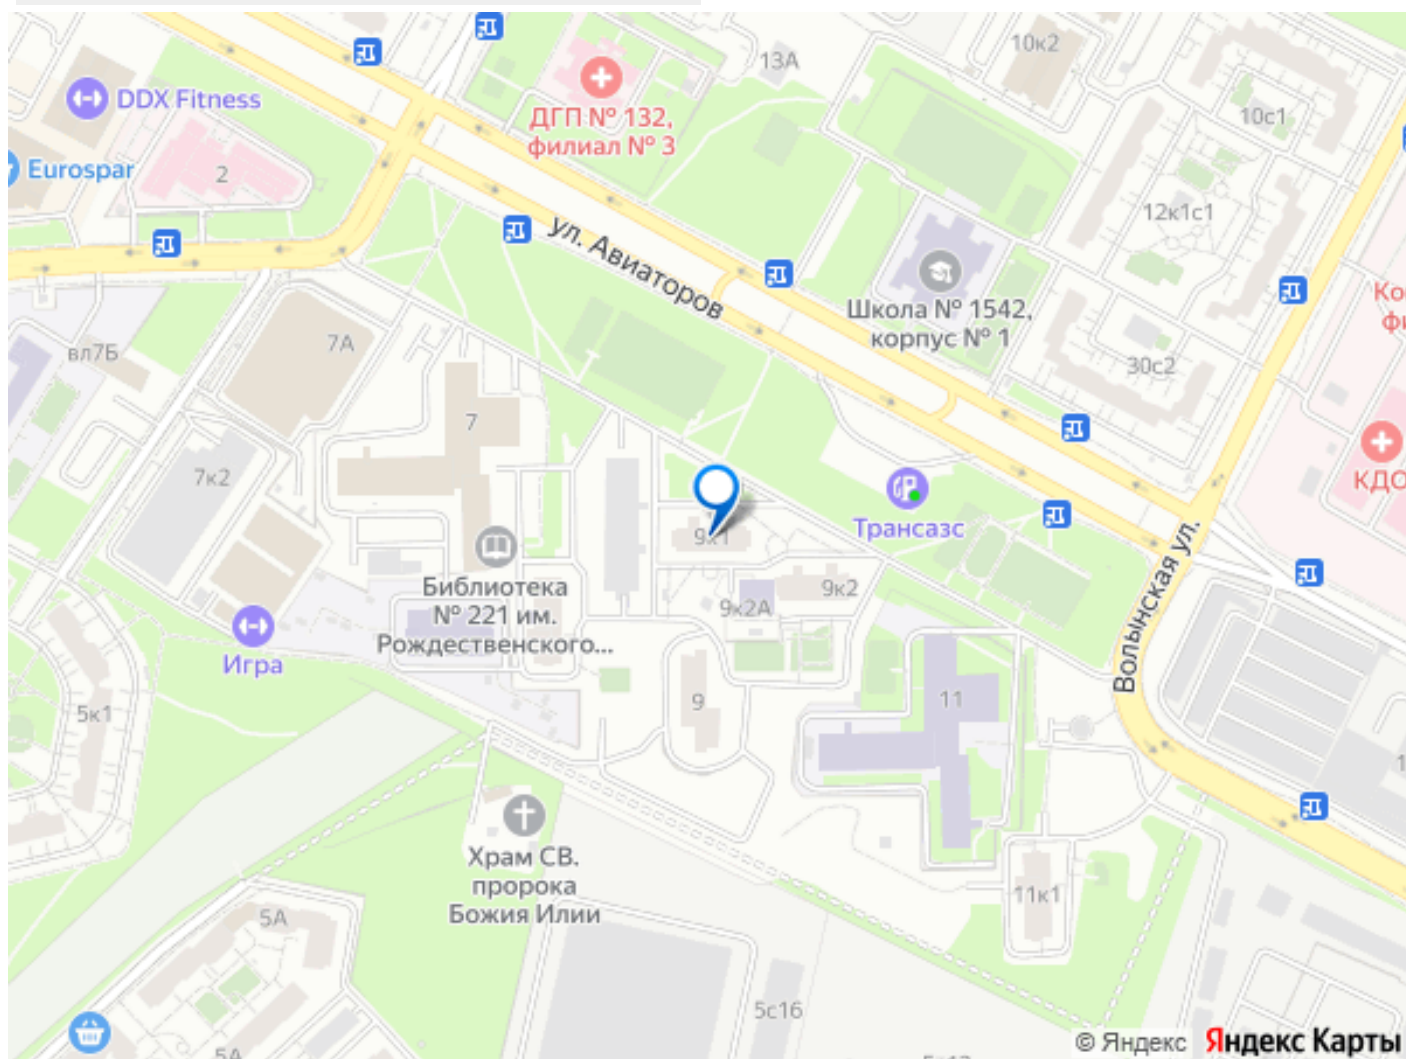 10к2
13А
DDX Fitness
10с1
ДГП № 132,
филиал № 3
Eurospar
2
12к1с1
ул. Авиаторов
Школа № 1542,
корпус № 1
7А
вл7Б
30с2
7
7к2
КДО
Трансазс
9к1
Волынская ул.
Библиотека
№ 221 им.
Рождественского...
9к2
9к2А
Игра
9
11
5к1
Храм СВ.
пророка
Божия Илии
11к1
5А
5с16
5А
© Яндекс Яндекс Карты